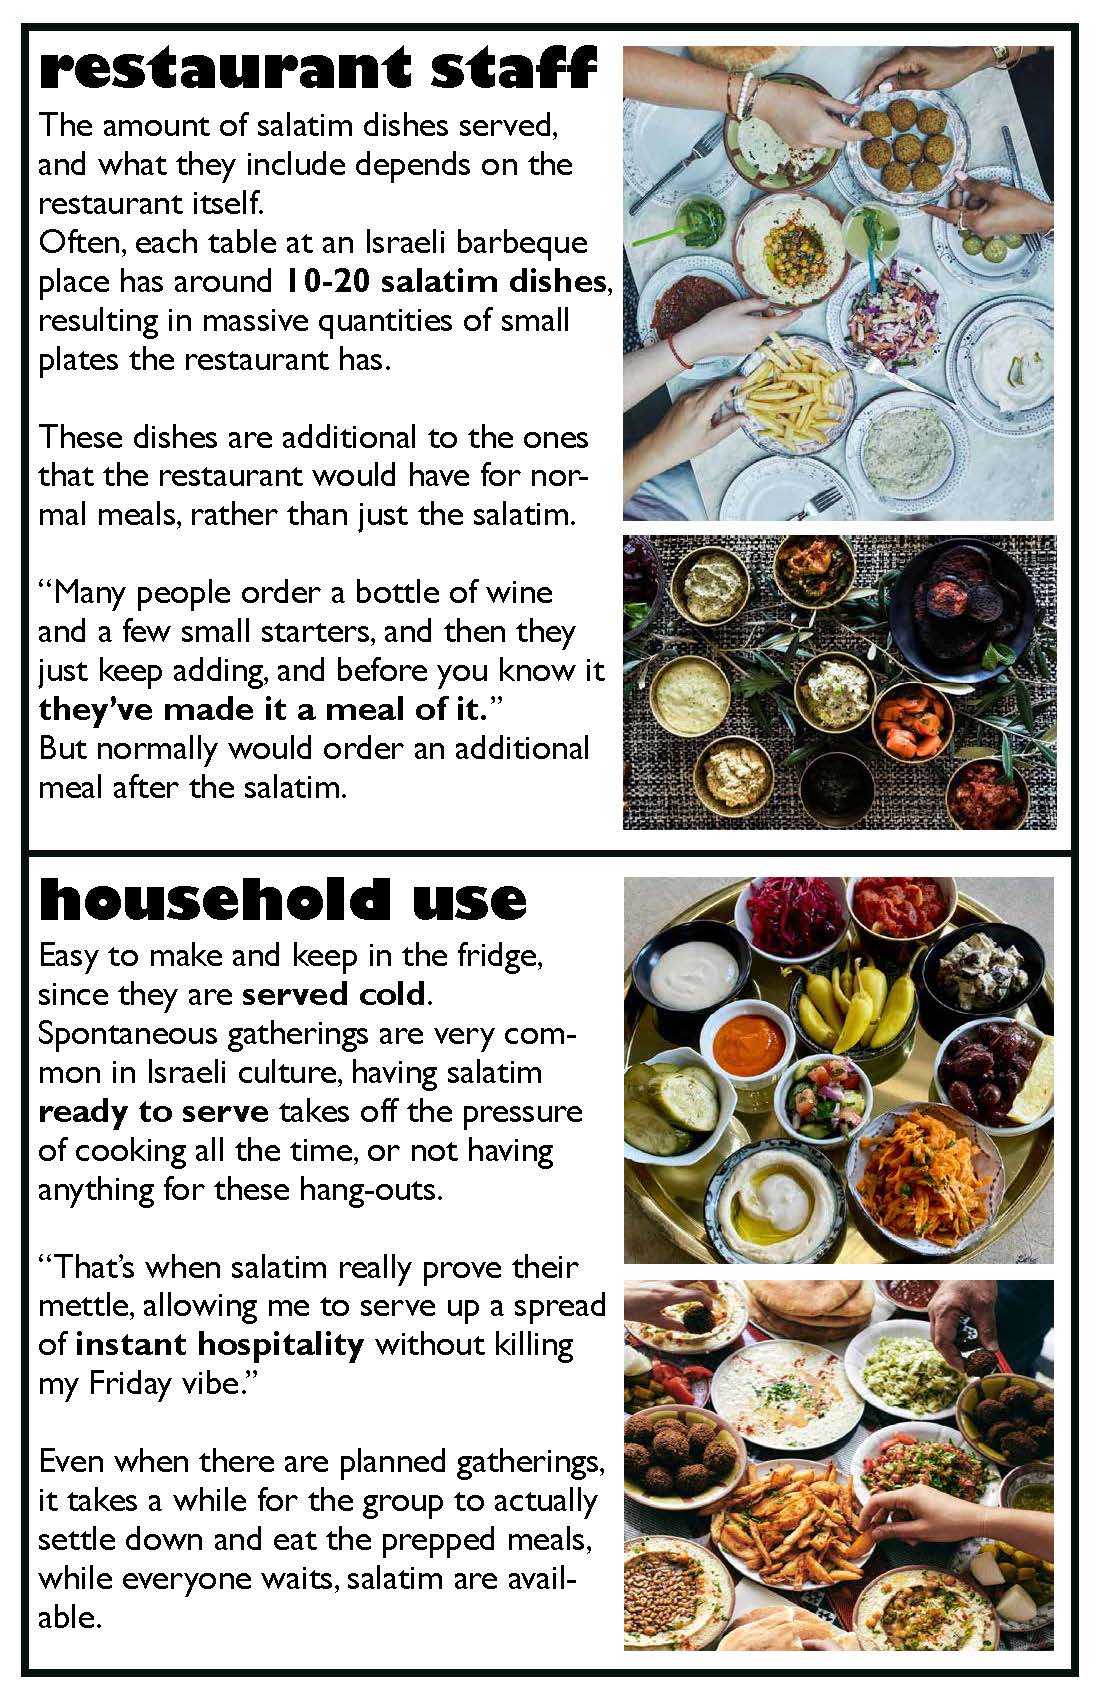 restaurant staff
The amount of salatim dishes served,
and what they include depends on the
restaurant itself.
Often, each table at an Israeli barbeque
place has around 10-20 salatim dishes,
resulting in massive quantities of small
plates the restaurant has.
These dishes are additional to the ones
that the restaurant would have for nor-
mal meals, rather than just the salatim.
“Many people order a bottle of wine
and a few small starters, and then they
just keep adding, and before you know it
they’ve made it a meal of it.”
But normally would order an additional
meal after the salatim.
household use
Easy to make and keep in the fridge,
since they are served cold.
Spontaneous gatherings are very com-
mon in Israeli culture, having salatim
ready to serve takes off the pressure
of cooking all the time, or not having
anything for these hang-outs.
“That’s when salatim really prove their
mettle, allowing me to serve up a spread
of instant hospitality without killing
my Friday vibe.”
Even when there are planned gatherings,
it takes a while for the group to actually
settle down and eat the prepped meals,
while everyone waits, salatim are avail-
able.